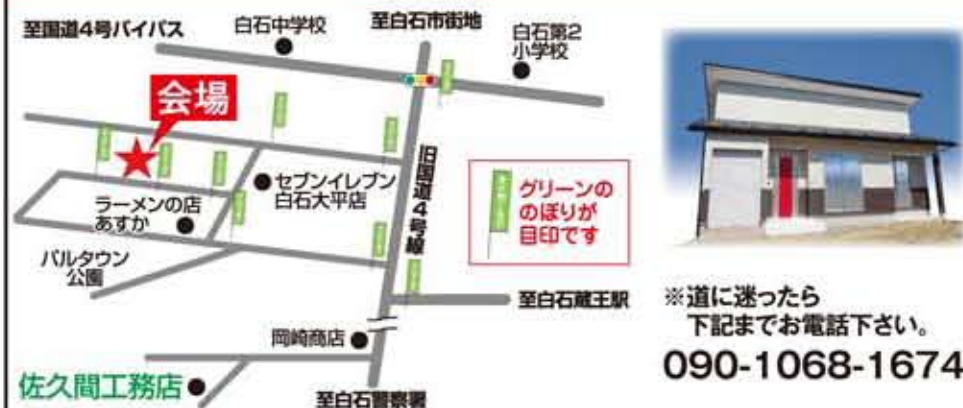 至国道4号バイパス
白石中学校
至白石市街地
白石第2
小学校
会場
旧国道4号線
セブンイレブン
白石大平店
ラーメンの店
あすか
パルタウン
公園
グリーンの
のぼりが
目印です
至白石蔵王駅
岡崎商店
佐久間工務店
至白石警察署
※道に迷ったら
下記までお電話下さい。
090-1068-1674